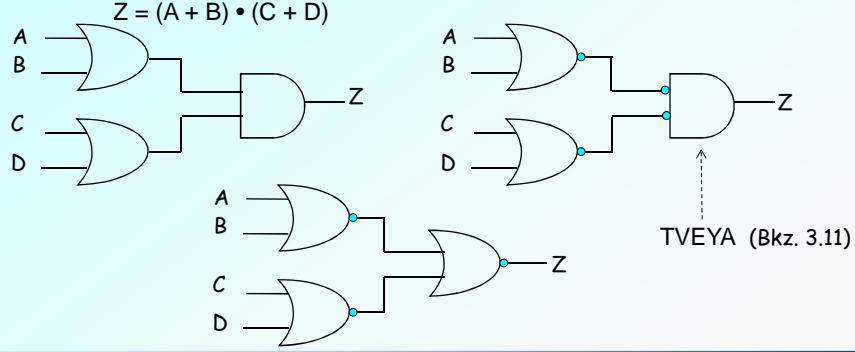 Z = (A + B) • (C + D)
A
B
C
D
Z
A
B
C
D
Z
TVEYA (Bkz. 3.11)
A
B
C
D
Z